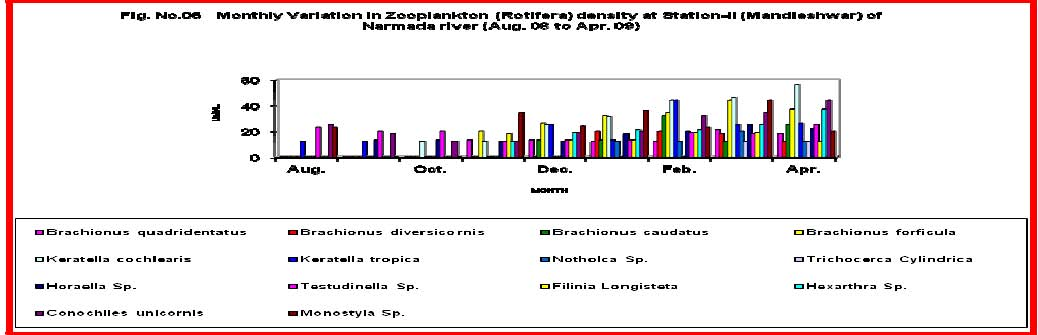 Fig. No.06 Monthly Variation in Zooplankton (Rotifera) density at Station-II (Mandleshwar) of
Narmada river (Aug. 08 to Apr. 09)
60
40
20
0
Aug. Oct. Dec. Feb. Apr.
MONTH
Brachionus quadridentatus Brachionus diversicornis Brachionus caudatus Brachionus forficula
Keratella cochlearis Keratella tropica Notholca Sp. Trichocerca Cylindrica
Horaella Sp. Testudinella Sp. Filinia Longisteta Hexarthra Sp.
Conochiles unicornis Monostyla Sp.